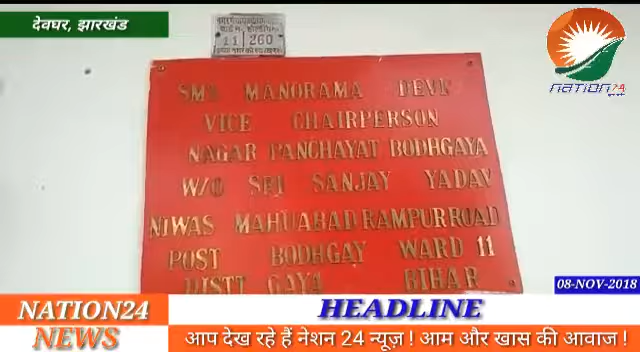 देवघर, झारखंड
11 260
nation24
SMT MANORAMA DEVI
VICE CHAIRPERSON
NAGAR PANCHAYAT BODHGAYA
W/O SRI SANJAY YADAV
NIWAS MAHUABAD RAMPUR ROAD
POST BODHGAY WARD 11
DISTT GAYA BIHAR
08-NOV-2018
NATION24
NEWS
HEADLINE
आप देख रहे हैं नेशन 24 न्यूज़ ! आम और खास की आवाज !